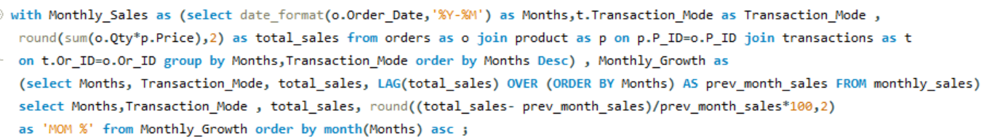 with Monthly_Sales as (select date_format(o.Order_Date,'%Y-%M') as Months,t.Transaction_Mode as Transaction_Mode ,
round(sum(o.Qty*p.Price),2) as total_sales from orders as o join product as p on p.P_ID=o.P_ID join transactions as t
on t.Or_ID=o.Or_ID group by Months,Transaction_Mode order by Months Desc) , Monthly_Growth as
(select Months, Transaction_Mode, total_sales, LAG(total_sales) OVER (ORDER BY Months) AS prev_month_sales FROM monthly_sales)
select Months,Transaction_Mode , total_sales, round((total_sales- prev_month_sales)/prev_month_sales*100,2)
as 'MOM %' from Monthly_Growth order by month(Months) asc ;